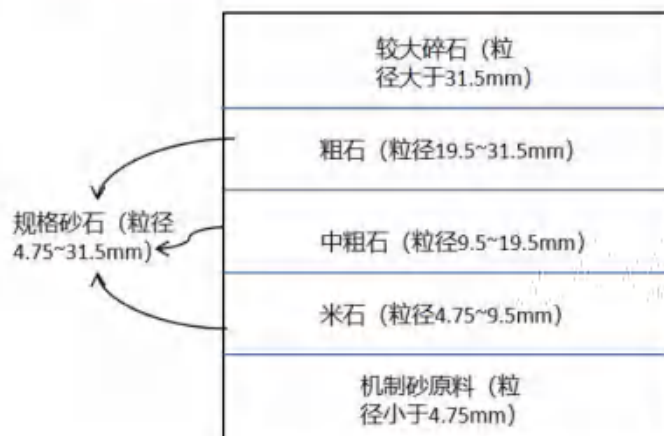 较大碎石（粒
径大于31.5mm）
粗石（粒径19.5~31.5mm）
规格砂石（粒径
4.75~31.5mm）
中粗石（粒径9.5~19.5mm）
米石（粒径4.75~9.5mm）
机制砂原料（粒
径小于4.75mm）